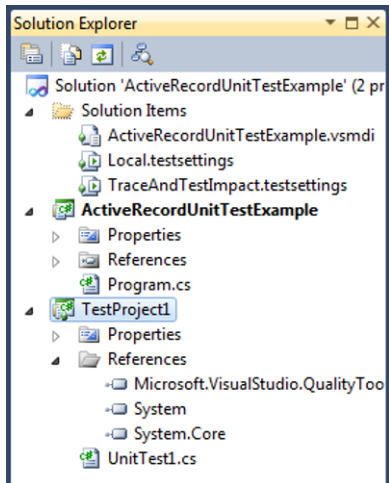 Solution Explorer
Solution 'ActiveRecordUnitTestExample' (2 pr
Solution Items
ActiveRecordUnitTestExample.vsmdi
Local.testsettings
TraceAndTestImpact.testsettings
ActiveRecordUnitTestExample
Properties
References
Program.cs
TestProject1
Properties
References
Microsoft.VisualStudio.QualityToo
System
System.Core
UnitTest1.cs